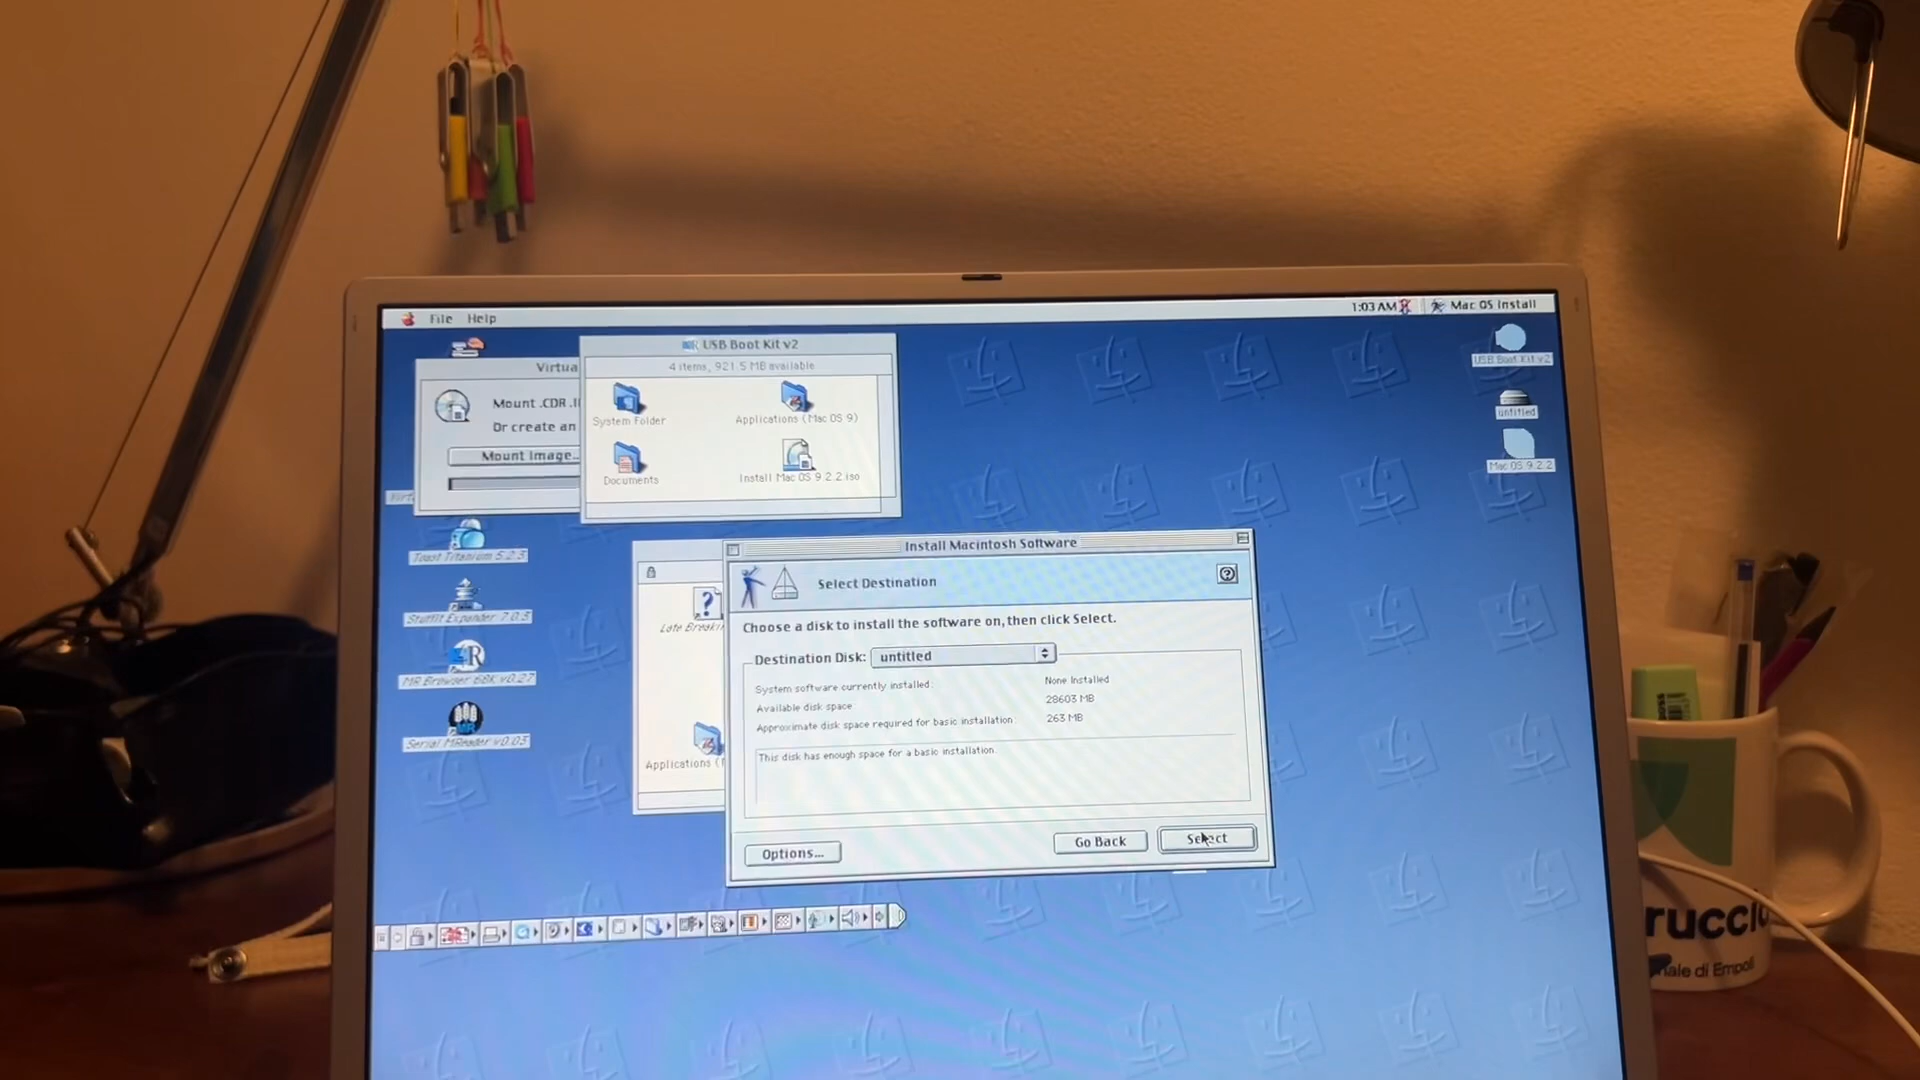 File Help
1:03 AM
Mac OS Install
Virtua
Mount .CDR .I
Or create an
Mount Image..
USB Boot Kit v2
4 items, 921.5 MB available
System Folder
Applications (Mac OS 9)
Documents
Install Mac OS 9.2.2.iso
USB Boot Kit v2
untitled
Mac OS 9.2.2
Toast Titanium 5.2.3
StuffIt Expander 7.0.3
MR Browser 68K v0.27
Serial MReader v0.03
Late Breaki
Applications (
Install Macintosh Software
Select Destination
Choose a disk to install the software on, then click Select.
Destination Disk: untitled
System software currently installed: None Installed
Available disk space 28603 MB
Approximate disk space required for basic installation: 263 MB
This disk has enough space for a basic installation.
Options...
Go Back
Select
ruccio
ale di Empoli